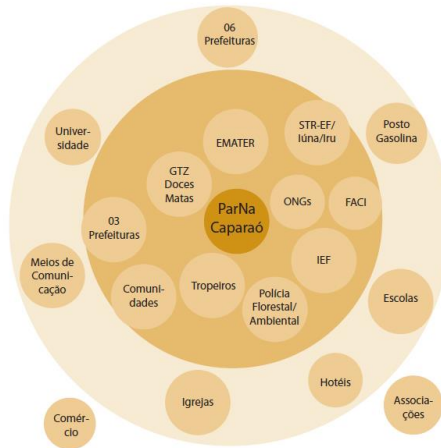 06
Prefeituras
Univer-
sidade
EMATER
STR-EF/
Iúna/Iru
Posto
Gasolina
GTZ
Doces
Matas
ParNa
Caparaó
ONGs
FACI
03
Prefeituras
IEF
Meios de
Comuni-
cação
Comuni-
dades
Tropeiros
Polícia
Florestal/
Ambiental
Escolas
Hotéis
Igrejas
Associa-
ções
Comér-
cio